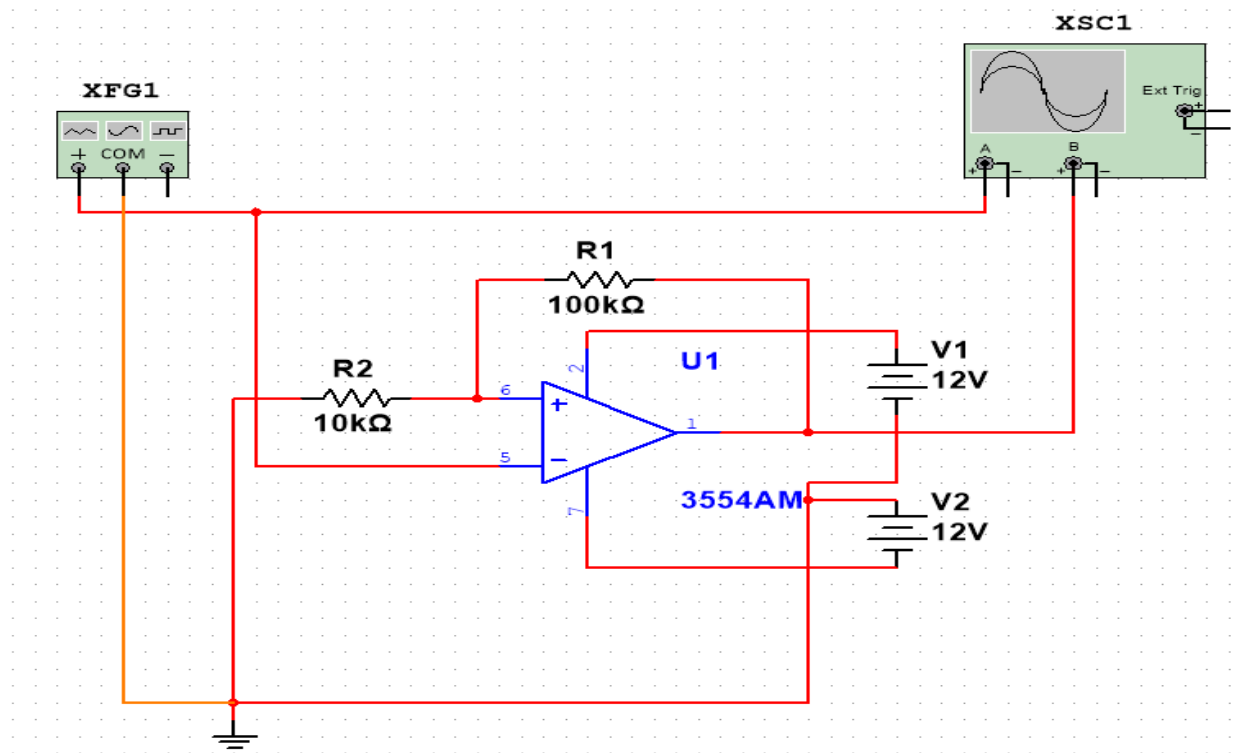 XSC1
XFG1
Ext Trig
+
−
+ COM −
A
B
+ −
+ −
R1
100kΩ
R2
10kΩ
U1
V1
12V
2
6
+
1
5
−
7
3554AM
V2
12V